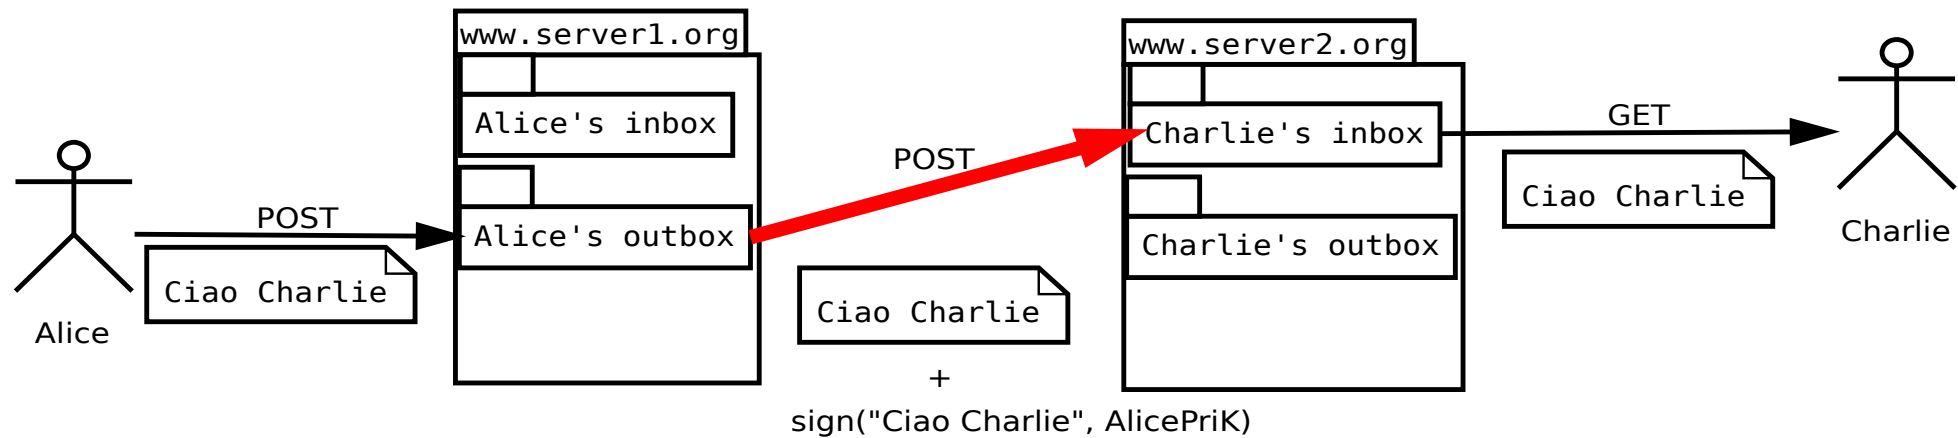 Alice
POST
Ciao Charlie
www.server1.org
Alice's inbox
Alice's outbox
POST
Ciao Charlie
+
sign("Ciao Charlie", AlicePriK)
www.server2.org
Charlie's inbox
Charlie's outbox
GET
Ciao Charlie
Charlie